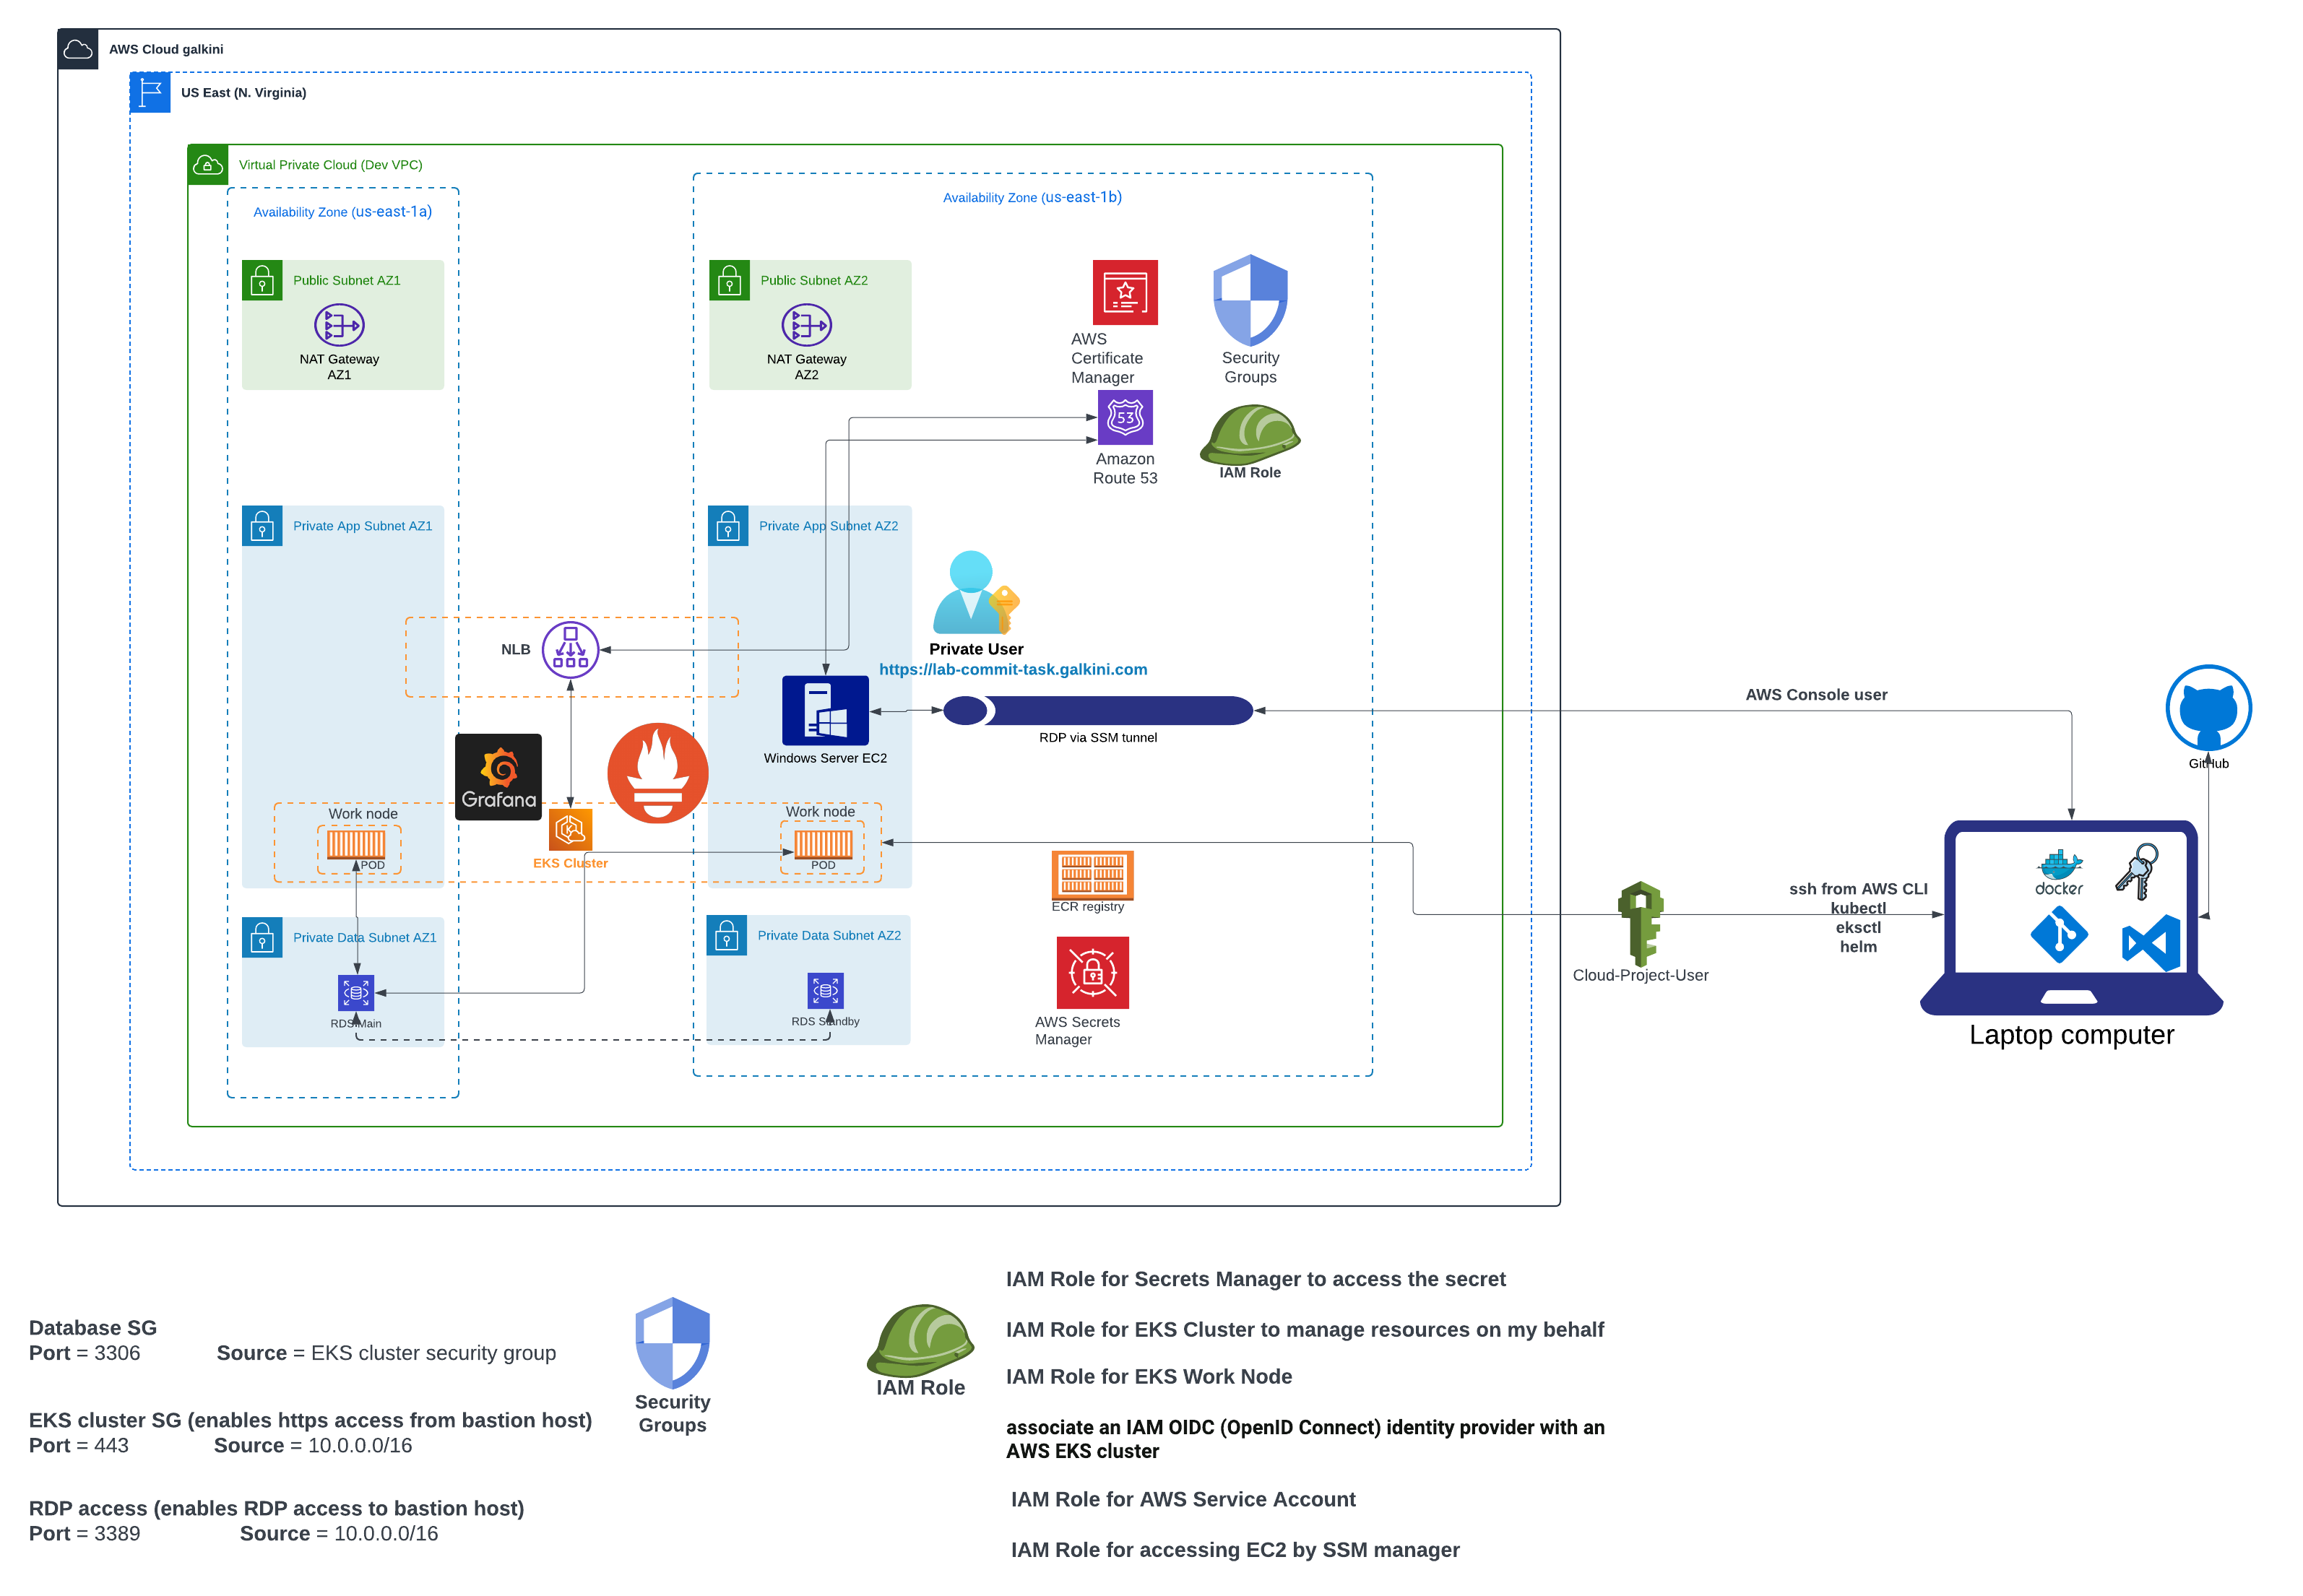 AWS Cloud galkini
US East (N. Virginia)
Virtual Private Cloud (Dev VPC)
Availability Zone (us-east-1a)
Availability Zone (us-east-1b)
Public Subnet AZ1
NAT Gateway
AZ1
Public Subnet AZ2
NAT Gateway
AZ2
AWS
Certificate
Manager
Security
Groups
53
Amazon
Route 53
IAM Role
Private App Subnet AZ1
Private App Subnet AZ2
NLB
Private User
https://lab-commit-task.galkini.com
Windows Server EC2
RDP via SSM tunnel
AWS Console user
GitHub
Grafana
Work node
POD
K
EKS Cluster
Work node
POD
ECR registry
Private Data Subnet AZ1
RDS Main
Private Data Subnet AZ2
RDS Standby
AWS Secrets
Manager
Cloud-Project-User
ssh from AWS CLI
kubectl
eksctl
helm
docker
Laptop computer
Database SG
Port = 3306 Source = EKS cluster security group
EKS cluster SG (enables https access from bastion host)
Port = 443 Source = 10.0.0.0/16
RDP access (enables RDP access to bastion host)
Port = 3389 Source = 10.0.0.0/16
Security
Groups
IAM Role
IAM Role for Secrets Manager to access the secret
IAM Role for EKS Cluster to manage resources on my behalf
IAM Role for EKS Work Node
associate an IAM OIDC (OpenID Connect) identity provider with an
AWS EKS cluster
IAM Role for AWS Service Account
IAM Role for accessing EC2 by SSM manager